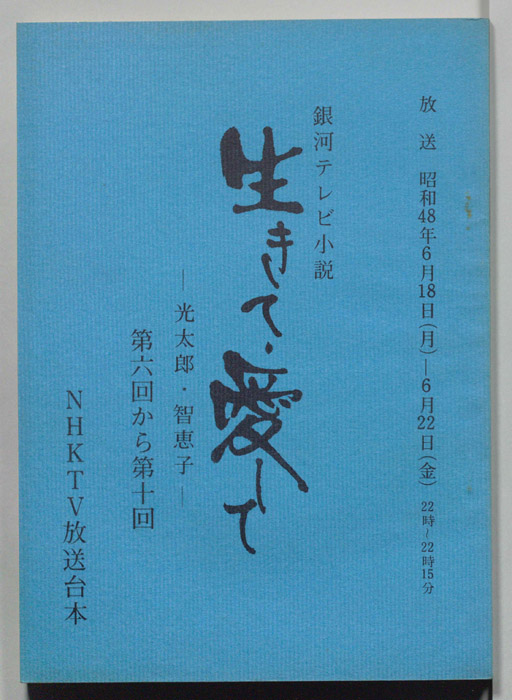 放送 昭和48年6月18日(月)―6月22日(金) 22時~22時15分
銀河テレビ小説
生きて・愛して
―光太郎・智恵子―
第六回から第十回
NHKTV放送台本